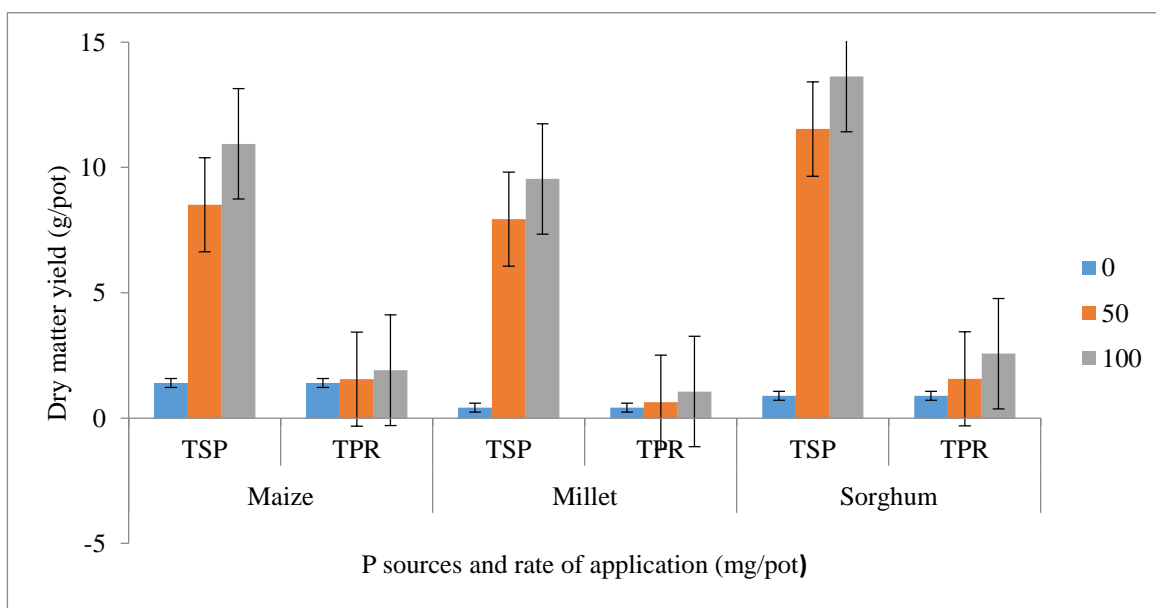 15
10
5
0
-5
Dry matter yield (g/pot)
TSP TPR TSP TPR TSP TPR
Maize Millet Sorghum
P sources and rate of application (mg/pot)
0
50
100